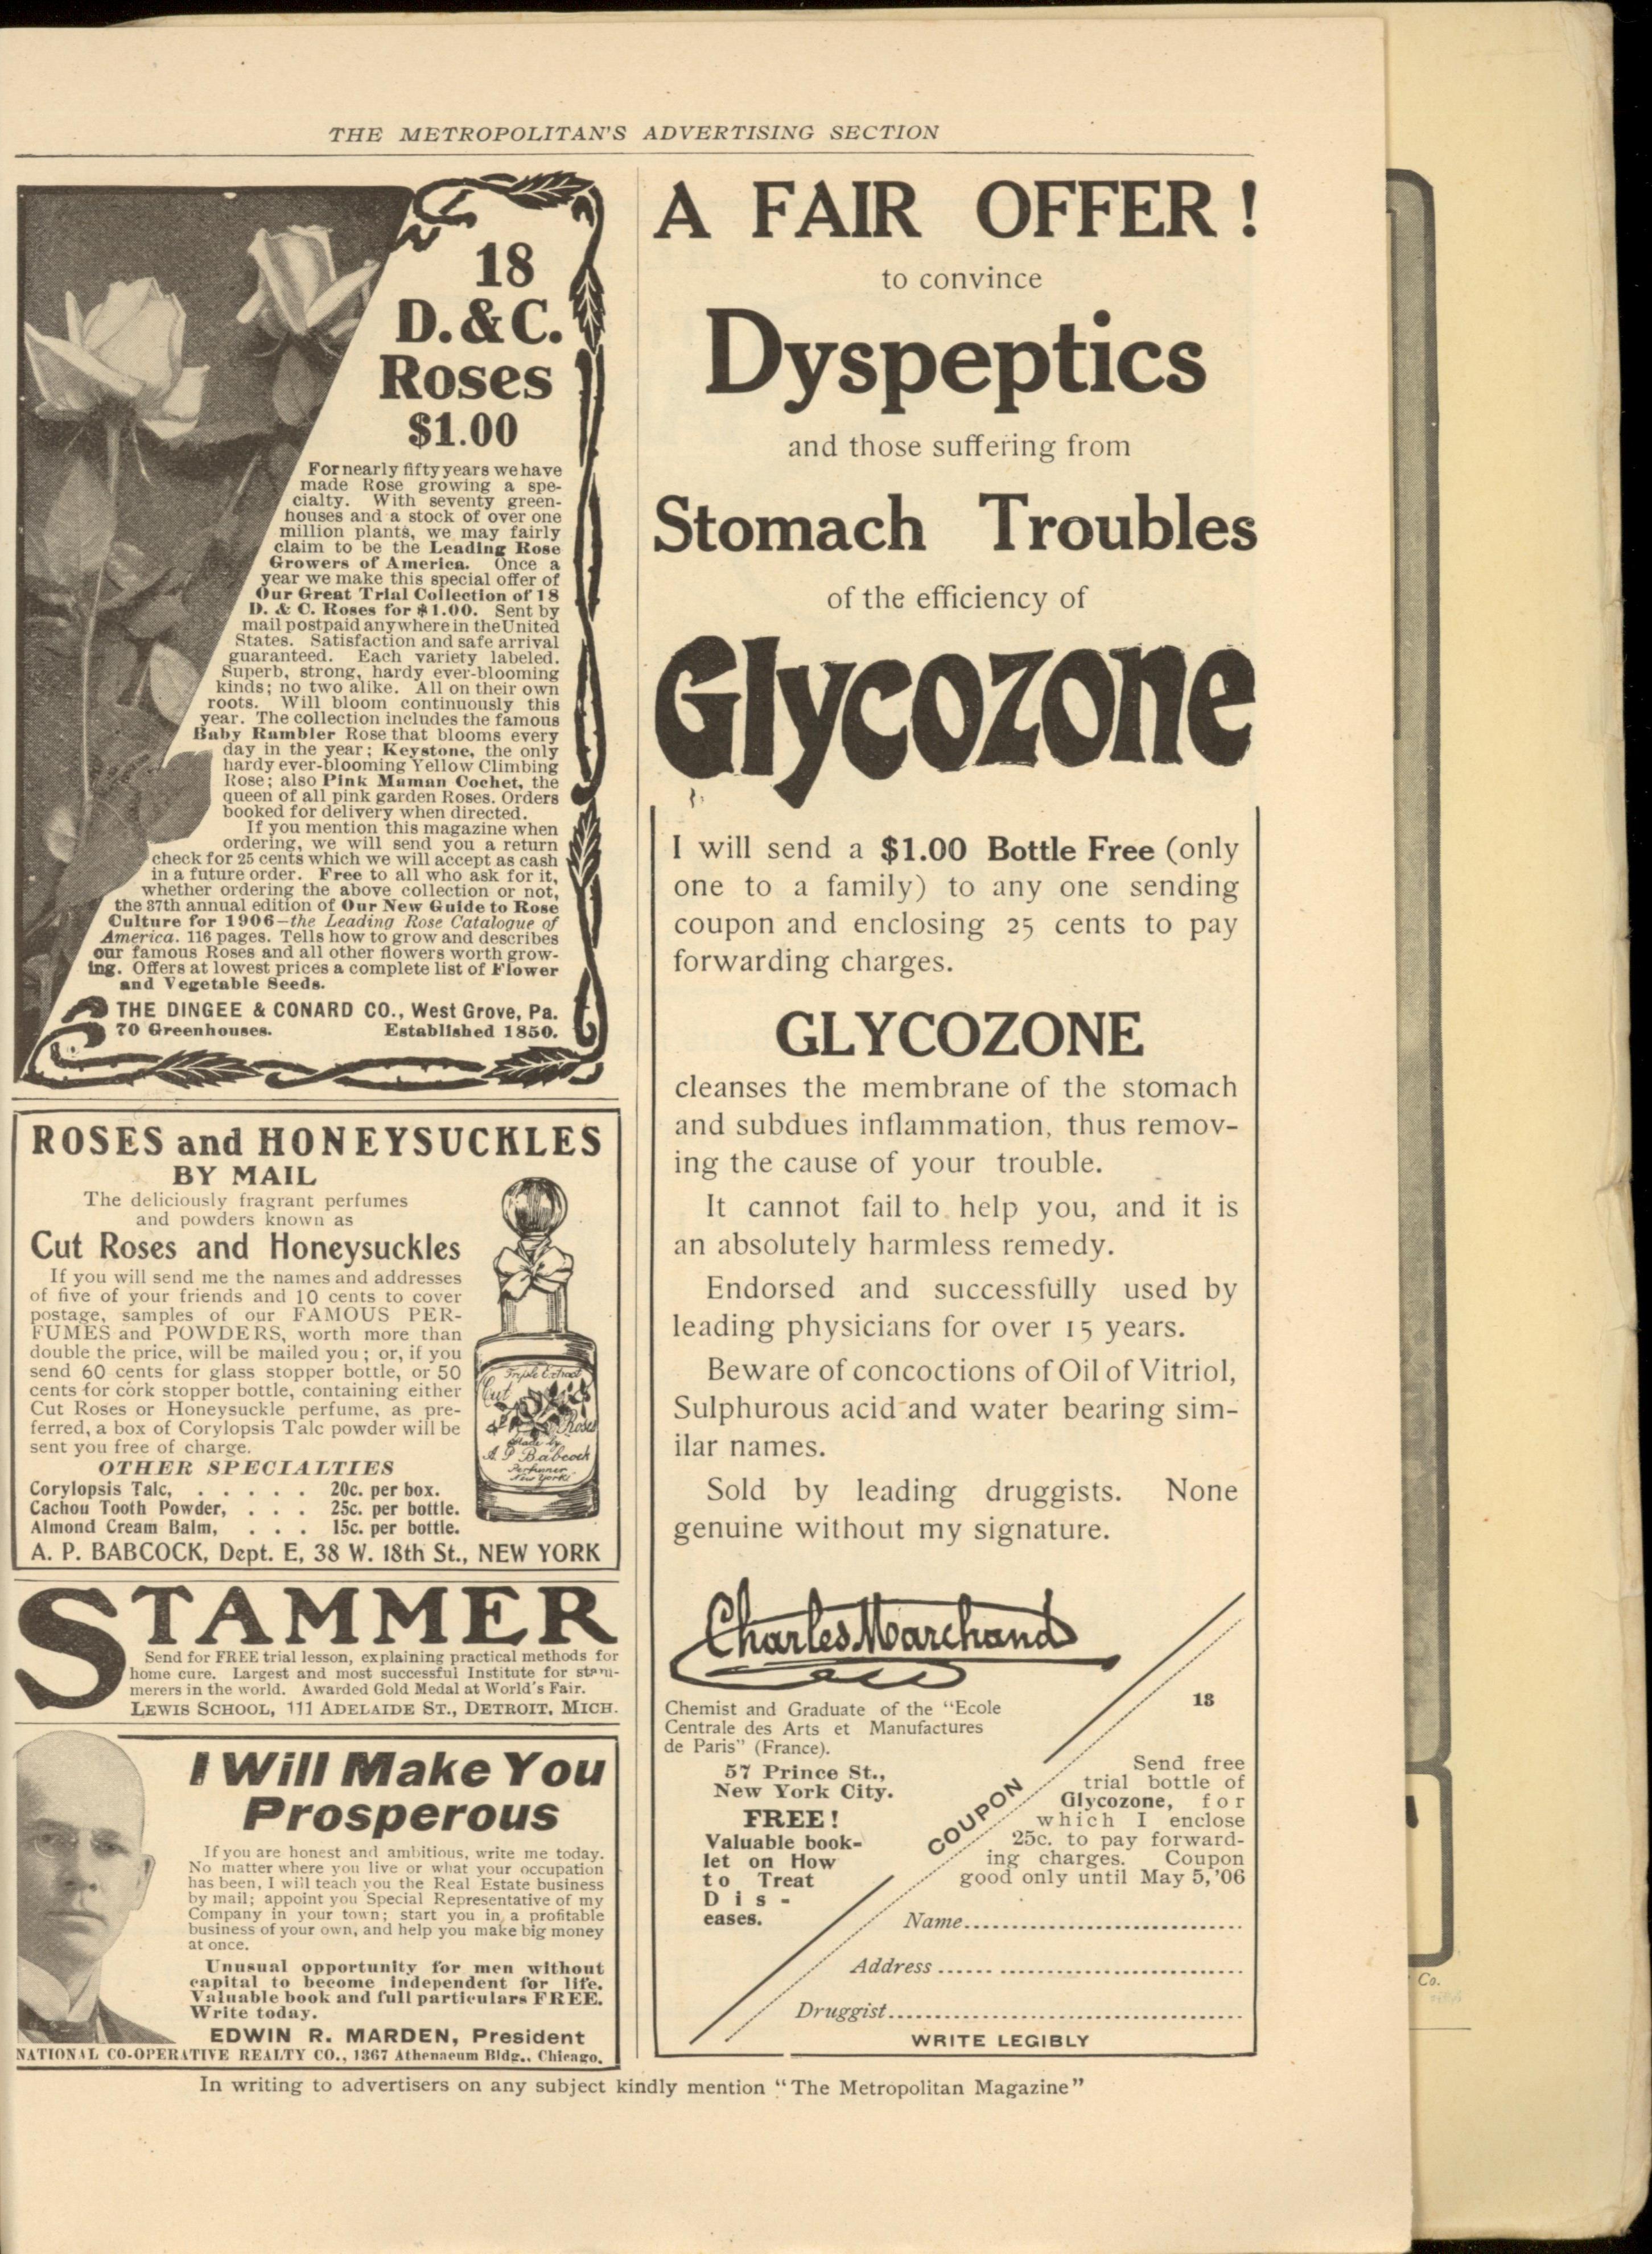 THE METROPOLITAN'S ADVERTISING SECTION
18
D. & C.
Roses
$1.00
For nearly fifty years we have
made Rose growing a spe-
cialty. With seventy green-
houses and a stock of over one
million plants, we may fairly
claim to be the Leading Rose
Growers of America. Once a
year we make this special offer of
Our Great Trial Collection of 18
D. & C. Roses for $1.00. Sent by
mail postpaid anywhere in the United
States. Satisfaction and safe arrival
guaranteed. Each variety labeled.
Superb, strong, hardy ever-blooming
kinds; no two alike. All on their own
roots. Will bloom continuously this
year. The collection includes the famous
Baby Rambler Rose that blooms every
day in the year; Keystone, the only
hardy ever-blooming Yellow Climbing
Rose; also Pink Maman Cochet, the
queen of all pink garden Roses. Orders
booked for delivery when directed.
If you mention this magazine when
ordering, we will send you a return
check for 25 cents which we will accept as cash
in a future order. Free to all who ask for it,
whether ordering the above collection or not,
the 37th annual edition of Our New Guide to Rose
Culture for 1906—the Leading Rose Catalogue of
America. 116 pages. Tells how to grow and describes
our famous Roses and all other flowers worth grow-
ing. Offers at lowest prices a complete list of Flower
and Vegetable Seeds.
THE DINGEE & CONARD CO., West Grove, Pa.
70 Greenhouses. Established 1850.
ROSES and HONEYSUCKLES
BY MAIL
The deliciously fragrant perfumes
and powders known as
Cut Roses and Honeysuckles
If you will send me the names and addresses
of five of your friends and 10 cents to cover
postage, samples of our FAMOUS PER-
FUMES and POWDERS, worth more than
double the price, will be mailed you; or, if you
send 60 cents for glass stopper bottle, or 50
cents for cork stopper bottle, containing either
Cut Roses or Honeysuckle perfume, as pre-
ferred, a box of Corylopsis Talc powder will be
sent you free of charge.
OTHER SPECIALTIES
Corylopsis Talc, . . . . . 20c. per box.
Cachou Tooth Powder, . . . 25c. per bottle.
Almond Cream Balm, . . . 15c. per bottle.
A. P. BABCOCK, Dept. E, 38 W. 18th St., NEW YORK
Triple Extract
Cut
Roses
Made by
A. P. Babcock
Perfumer
New York
STAMMER
Send for FREE trial lesson, explaining practical methods for
home cure. Largest and most successful Institute for stam-
merers in the world. Awarded Gold Medal at World's Fair.
LEWIS SCHOOL, 111 ADELAIDE ST., DETROIT, MICH.
I Will Make You
Prosperous
If you are honest and ambitious, write me today.
No matter where you live or what your occupation
has been, I will teach you the Real Estate business
by mail; appoint you Special Representative of my
Company in your town; start you in a profitable
business of your own, and help you make big money
at once.
Unusual opportunity for men without
capital to become independent for life.
Valuable book and full particulars FREE.
Write today.
EDWIN R. MARDEN, President
NATIONAL CO-OPERATIVE REALTY CO., 1367 Athenaeum Bldg., Chicago.
A FAIR OFFER!
to convince
Dyspeptics
and those suffering from
Stomach Troubles
of the efficiency of
Glycozone
I will send a $1.00 Bottle Free (only
one to a family) to any one sending
coupon and enclosing 25 cents to pay
forwarding charges.
GLYCOZONE
cleanses the membrane of the stomach
and subdues inflammation, thus remov-
ing the cause of your trouble.
It cannot fail to help you, and it is
an absolutely harmless remedy.
Endorsed and successfully used by
leading physicians for over 15 years.
Beware of concoctions of Oil of Vitriol,
Sulphurous acid and water bearing sim-
ilar names.
Sold by leading druggists. None
genuine without my signature.
Charles Marchand
Chemist and Graduate of the "Ecole
Centrale des Arts et Manufactures
de Paris" (France).
57 Prince St.,
New York City.
FREE!
Valuable book-
let on How
to Treat
Dis-
eases.
COUPON
18
Send free
trial bottle of
Glycozone, for
which I enclose
25c. to pay forward-
ing charges. Coupon
good only until May 5, '06
Name
Address
Druggist
WRITE LEGIBLY
In writing to advertisers on any subject kindly mention "The Metropolitan Magazine"
Co.